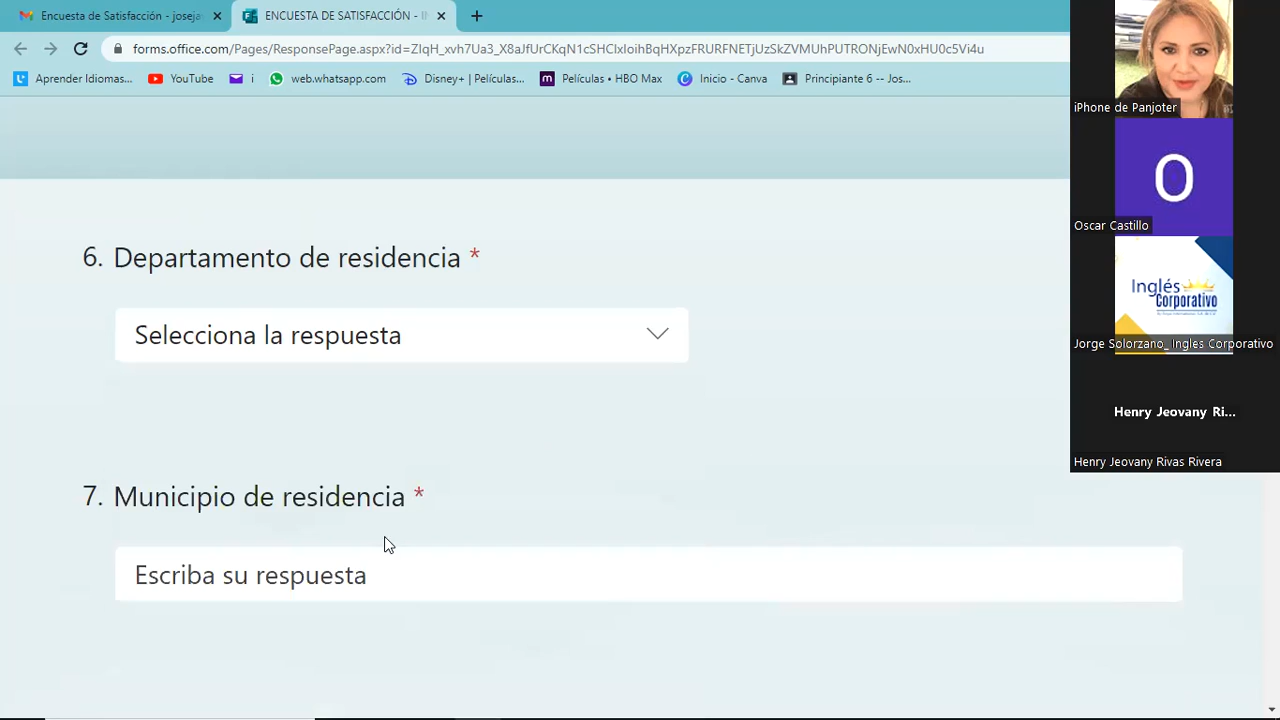 Encuesta de Satisfacción - joseja
ENCUESTA DE SATISFACCIÓN - I
forms.office.com/Pages/ResponsePage.aspx?id=
Aprender Idiomas...
YouTube
i
web.whatsapp.com
Disney+ | Películas...
Películas • HBO Max
Inicio - Canva
Principiante 6 -- Jos...
6. Departamento de residencia *
Selecciona la respuesta
7. Municipio de residencia *
Escriba su respuesta
iPhone de Panjoter
O
Oscar Castillo
Inglés
Corporativo
Jorge Solorzano_ Ingles Corporativo
Henry Jeovany Ri...
Henry Jeovany Rivas Rivera